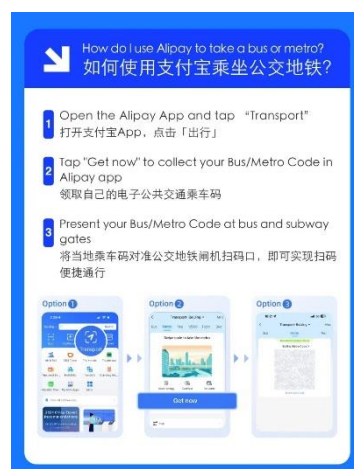 How do I use Alipay to take a bus or metro?
如何使用支付宝乘坐公交地铁?
1 Open the Alipay App and tap “Transport”
打开支付宝App，点击「出行」
2 Tap "Get now" to collect your Bus/Metro Code in
Alipay app
领取自己的电子公共交通乘车码
3 Present your Bus/Metro Code at bus and subway
gates
将当地乘车码对准公交地铁闸机扫码口，即可实现扫码
便捷通行
Option 1
Option 2
Option 3
Transport
Get now